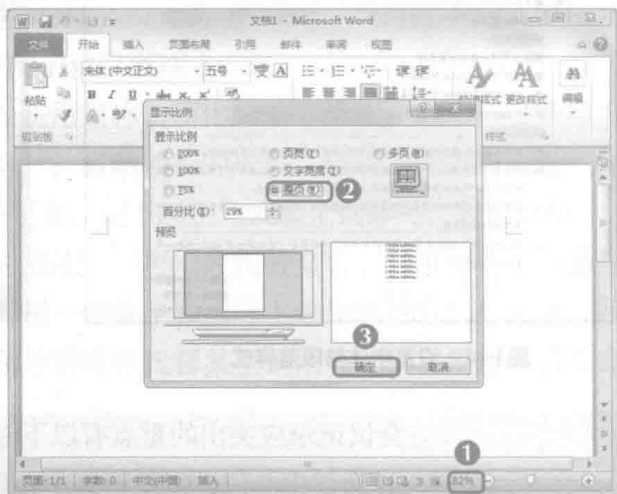 文档1 - Microsoft Word
文件 开始 插入 页面布局 引用 邮件 审阅 视图
宋体 (中文正文) 五号
粘贴 更改样式 编辑
剪贴板 样式
显示比例
显示比例
200% 页宽(P) 多页(M)
100% 文字宽度(T)
75% 整页(W) 2
百分比(E): 29%
预览
3
确定 取消
1
页面: 1/1 字数: 0 中文(中国) 插入 82%